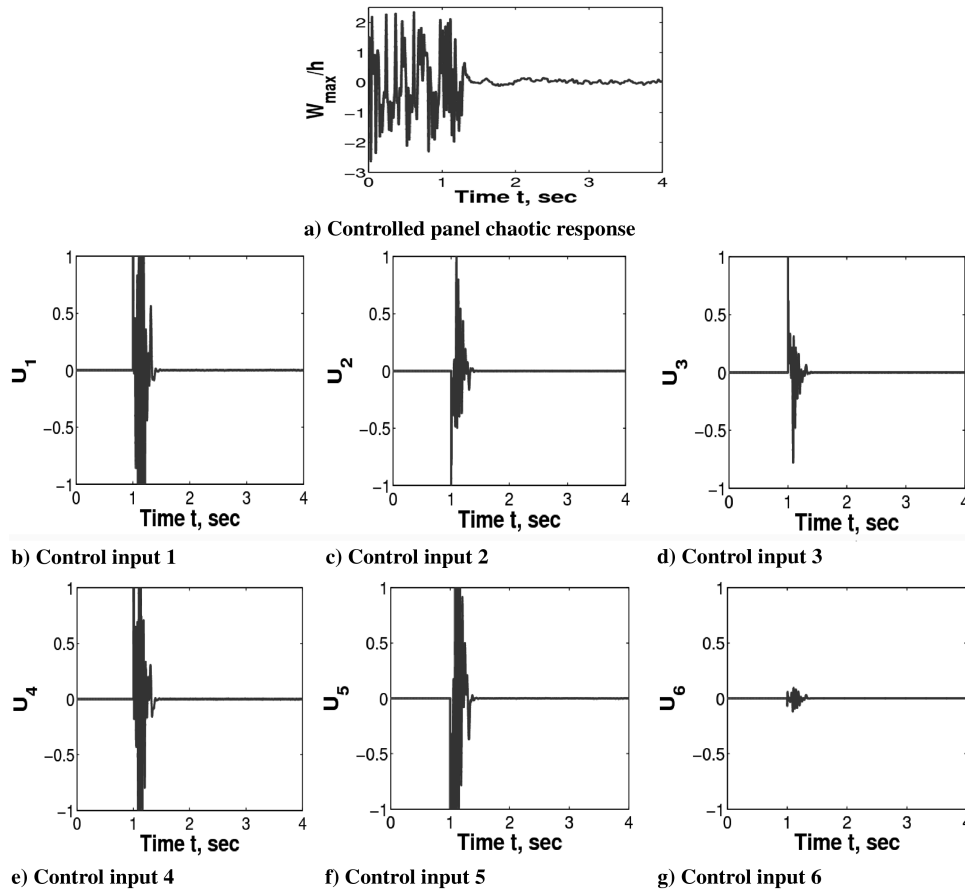 2
1
0
−1
−2
−3
W_max/h
0 1 2 3 4
Time t, sec
a) Controlled panel chaotic response
1
0.5
0
−0.5
−1
U_1
0 1 2 3 4
Time t, sec
b) Control input 1
1
0.5
0
−0.5
−1
U_2
0 1 2 3 4
Time t, sec
c) Control input 2
1
0.5
0
−0.5
−1
U_3
0 1 2 3 4
Time t, sec
d) Control input 3
1
0.5
0
−0.5
−1
U_4
0 1 2 3 4
Time t, sec
e) Control input 4
1
0.5
0
−0.5
−1
U_5
0 1 2 3 4
Time t, sec
f) Control input 5
1
0.5
0
−0.5
−1
U_6
0 1 2 3 4
Time t, sec
g) Control input 6